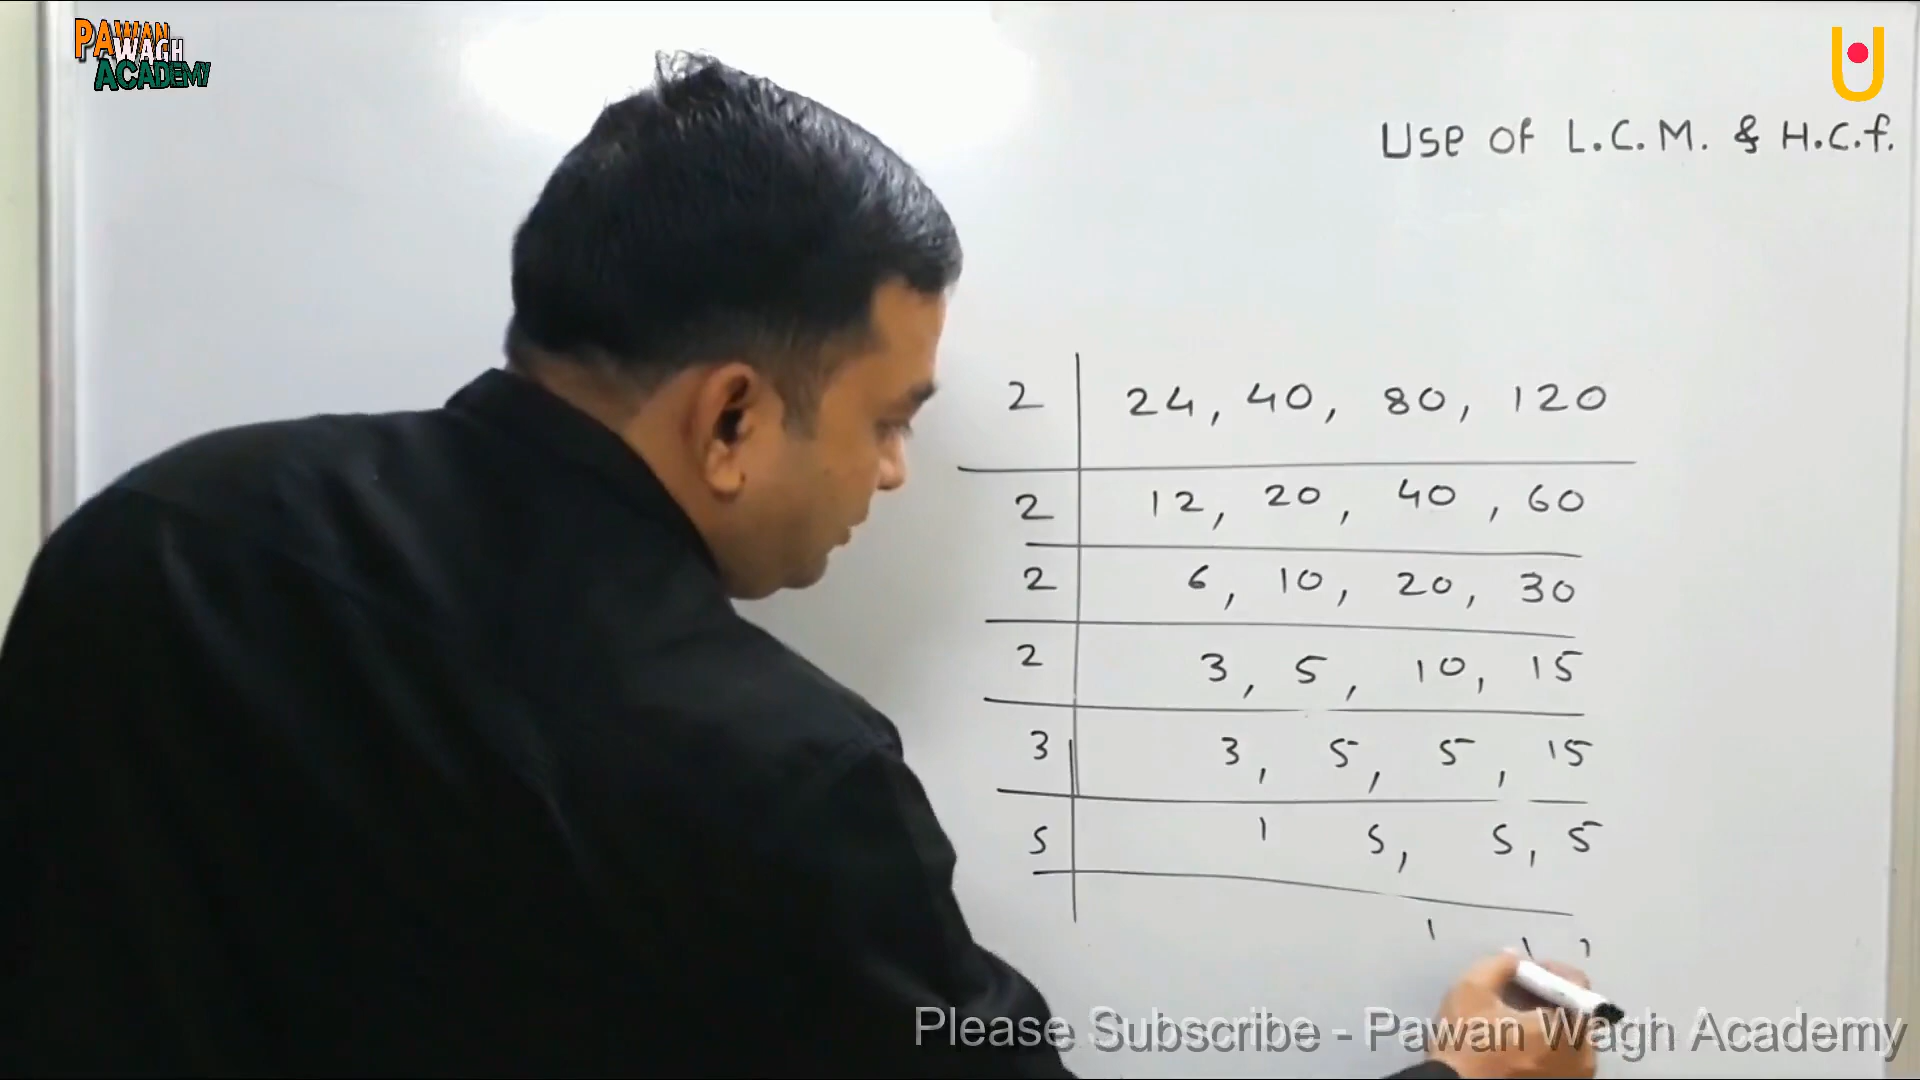 PAWAN
WAGH
ACADEMY
U
Use of L.C.M. & H.C.f.
2 24, 40, 80, 120
2 12, 20, 40, 60
2 6, 10, 20, 30
2 3, 5, 10, 15
3 3, 5, 5, 15
5 1 5, 5, 5
1 1 1
Please Subscribe - Pawan Wagh Academy